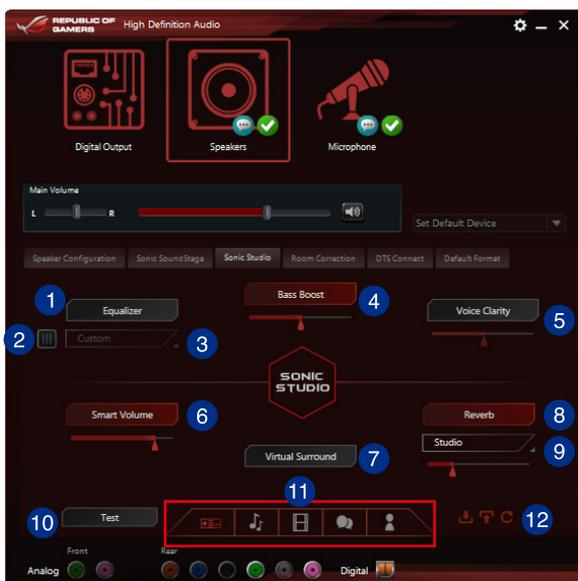 REPUBLIC OF
GAMERS
High Definition Audio
Digital Output
Speakers
Microphone
Main Volume
L
R
Set Default Device
Speaker Configuration
Sonic SoundStage
Sonic Studio
Room Correction
DTS Connect
Default Format
1
Equalizer
Bass Boost
4
Voice Clarity
5
2
Custom
3
SONIC
STUDIO
Smart Volume
6
Reverb
8
Studio
9
Virtual Surround
7
11
10
Test
12
Front
Rear
Analog
Digital